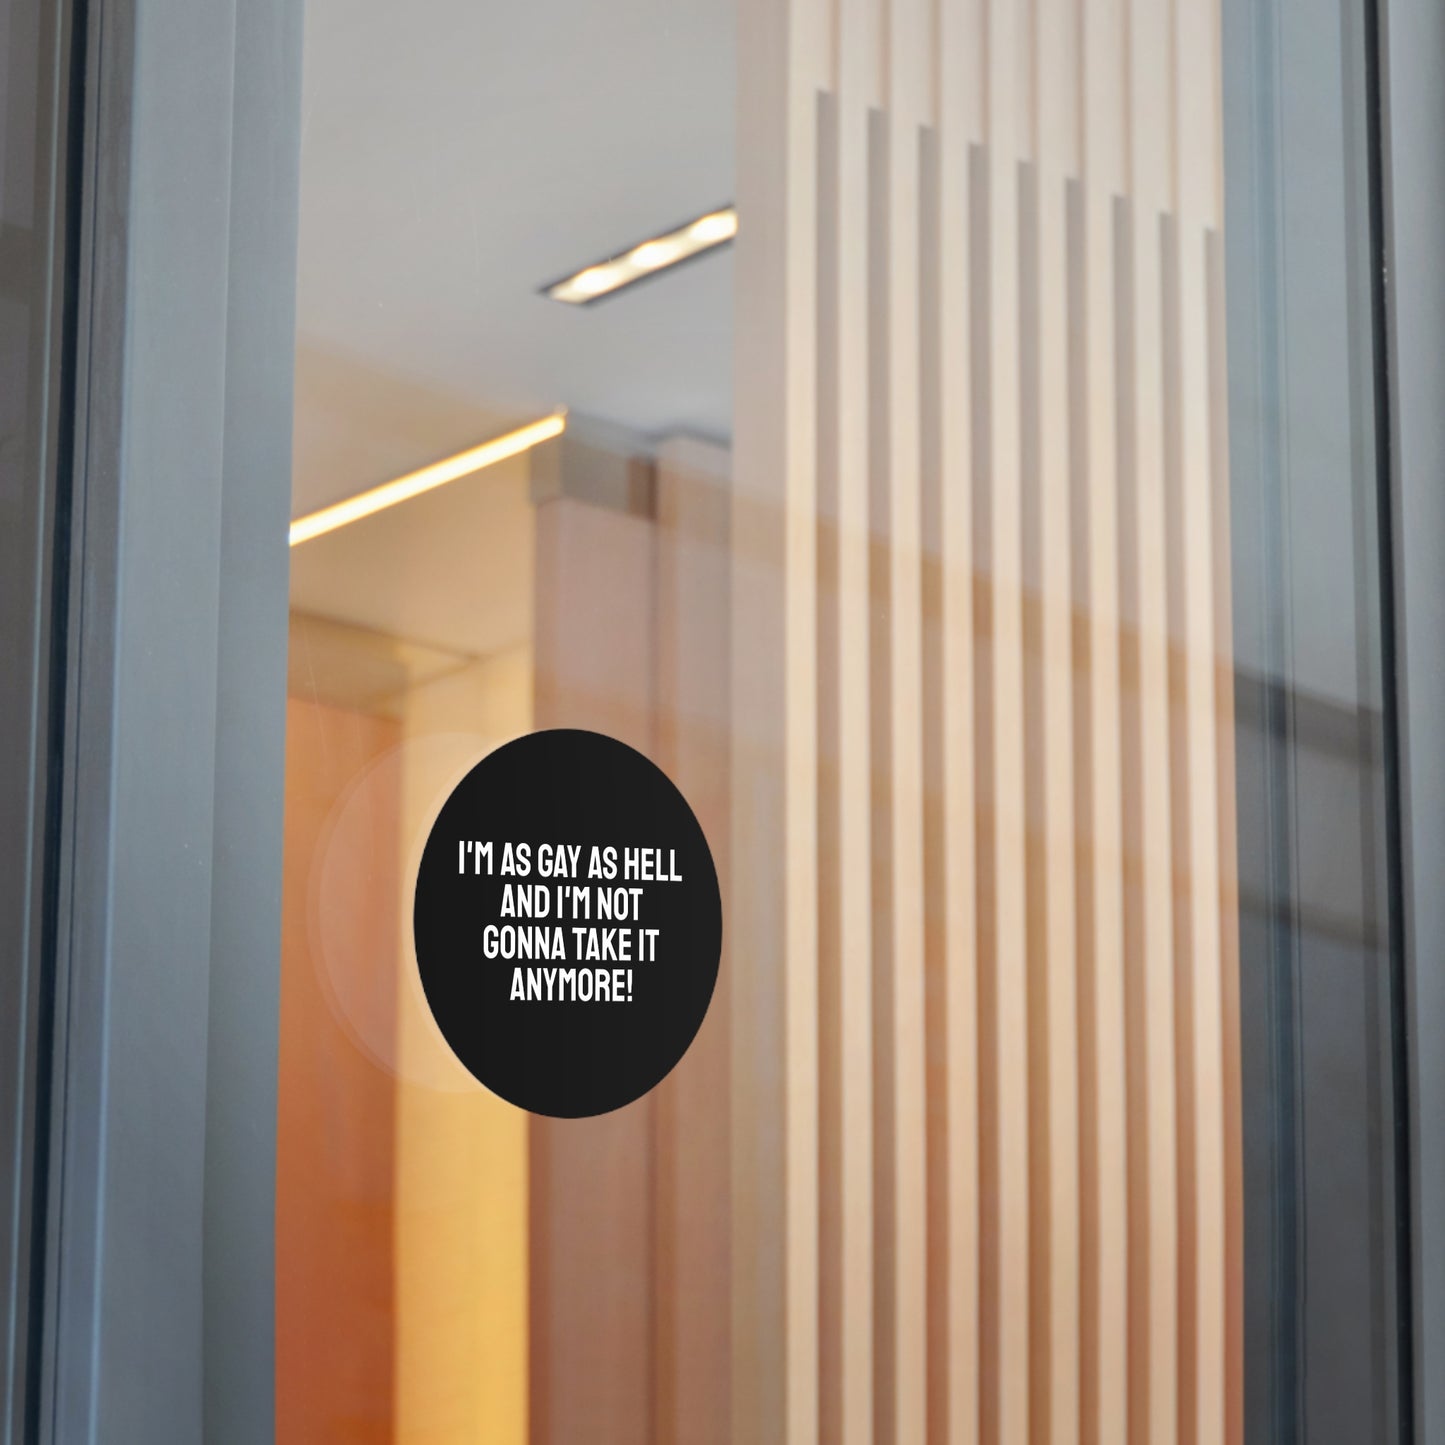 I'M AS GAY AS HELL
AND I'M NOT
GONNA TAKE IT
ANYMORE!